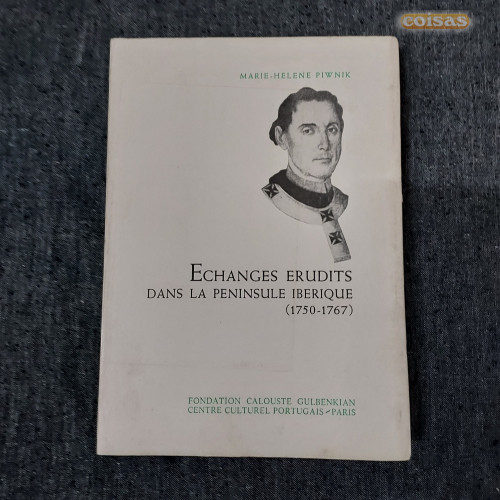 coisas
MARIE-HELENE PIWNIK
ECHANGES ERUDITS
DANS LA PENINSULE IBERIQUE
(1750-1767)
FONDATION CALOUSTE GULBENKIAN
CENTRE CULTUREL PORTUGAIS-PARIS